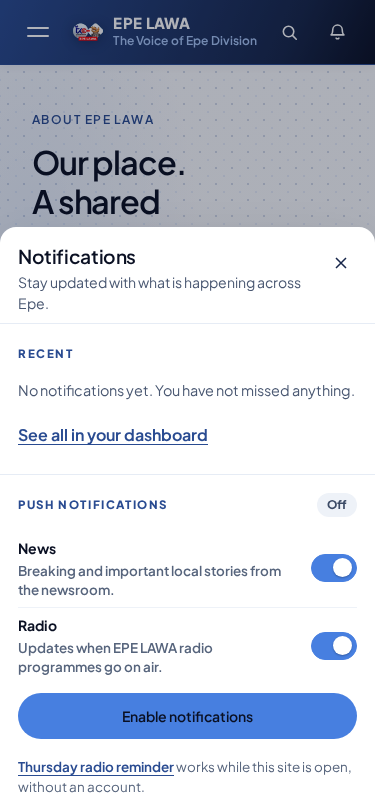 EPE LAWA
The Voice of Epe Division
ABOUT EPE LAWA
Our place.
A shared
Notifications
Stay updated with what is happening across
Epe.
RECENT
No notifications yet. You have not missed anything.
See all in your dashboard
PUSH NOTIFICATIONS
Off
News
Breaking and important local stories from
the newsroom.
Radio
Updates when EPE LAWA radio
programmes go on air.
Enable notifications
Thursday radio reminder works while this site is open,
without an account.